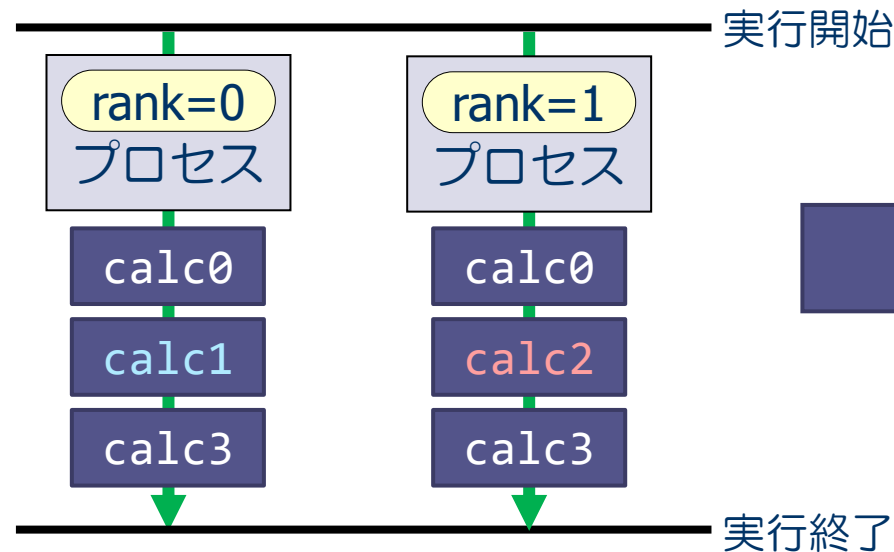 実行開始
rank=0
プロセス
calc0
calc1
calc3
rank=1
プロセス
calc0
calc2
calc3
実行終了